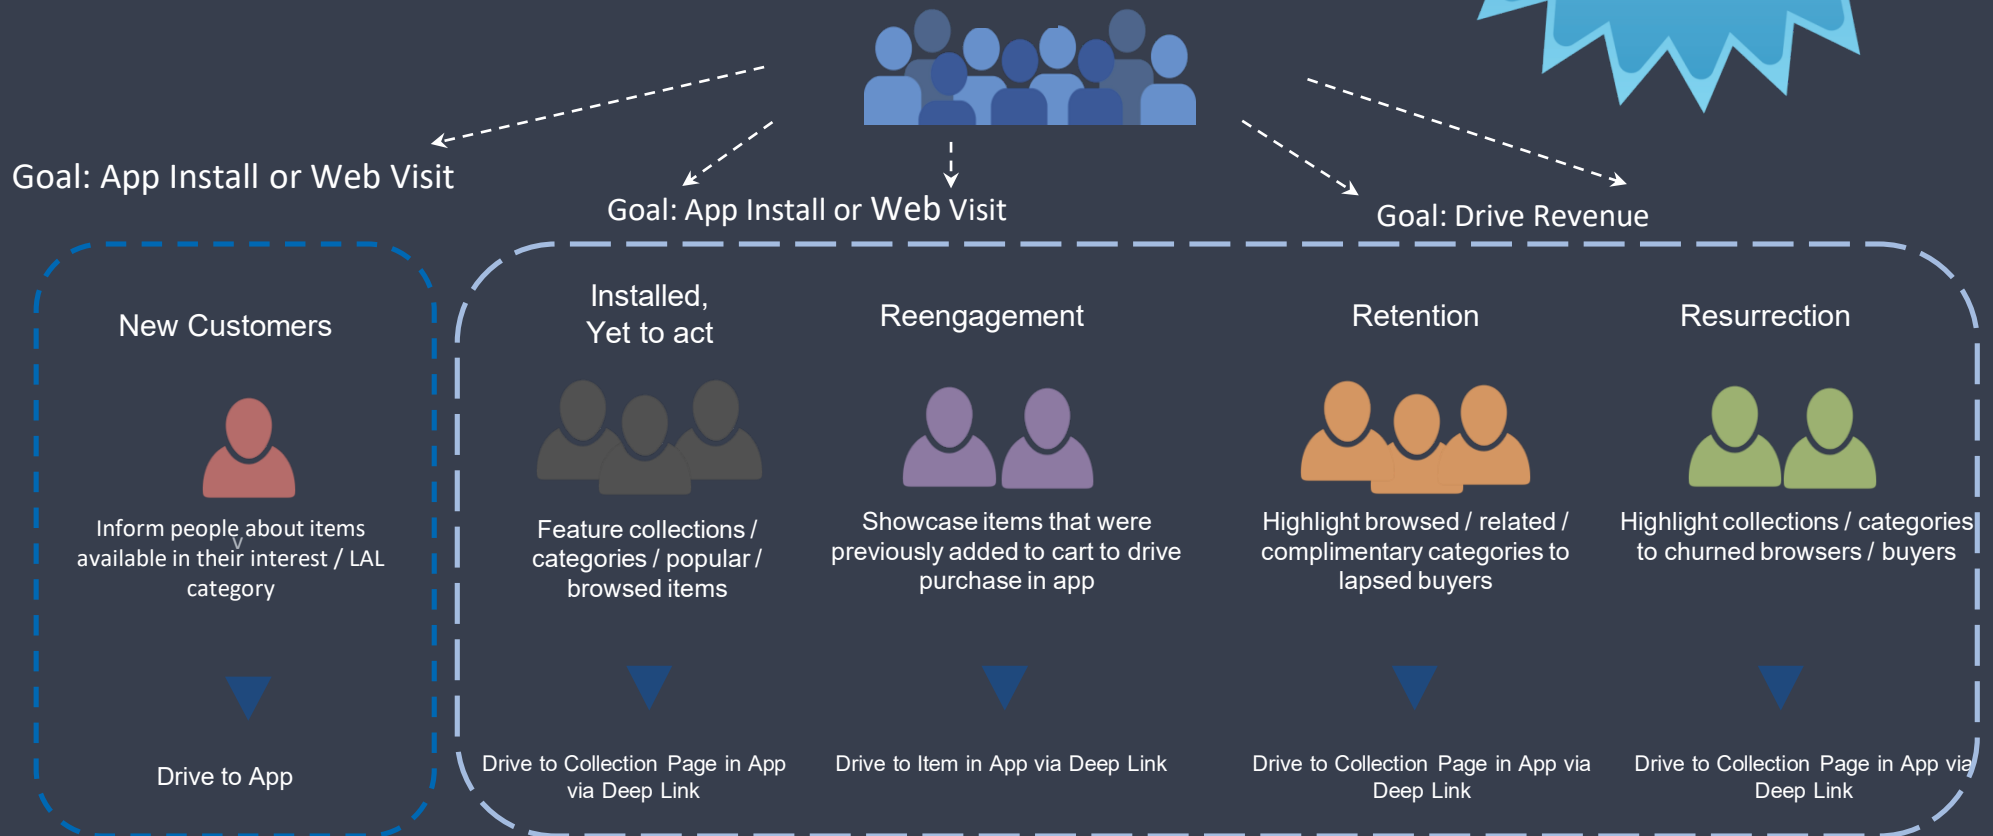 Goal: App Install or Web Visit
Goal: App Install or Web Visit
Goal: Drive Revenue
New Customers
Inform people about items
v
available in their interest / LAL
category
Drive to App
Installed,
Yet to act
Feature collections /
categories / popular /
browsed items
Drive to Collection Page in App
via Deep Link
Reengagement
Showcase items that were
previously added to cart to drive
purchase in app
Drive to Item in App via Deep Link
Retention
Highlight browsed / related /
complimentary categories to
lapsed buyers
Drive to Collection Page in App via
Deep Link
Resurrection
Highlight collections / categories
to churned browsers / buyers
Drive to Collection Page in App via
Deep Link